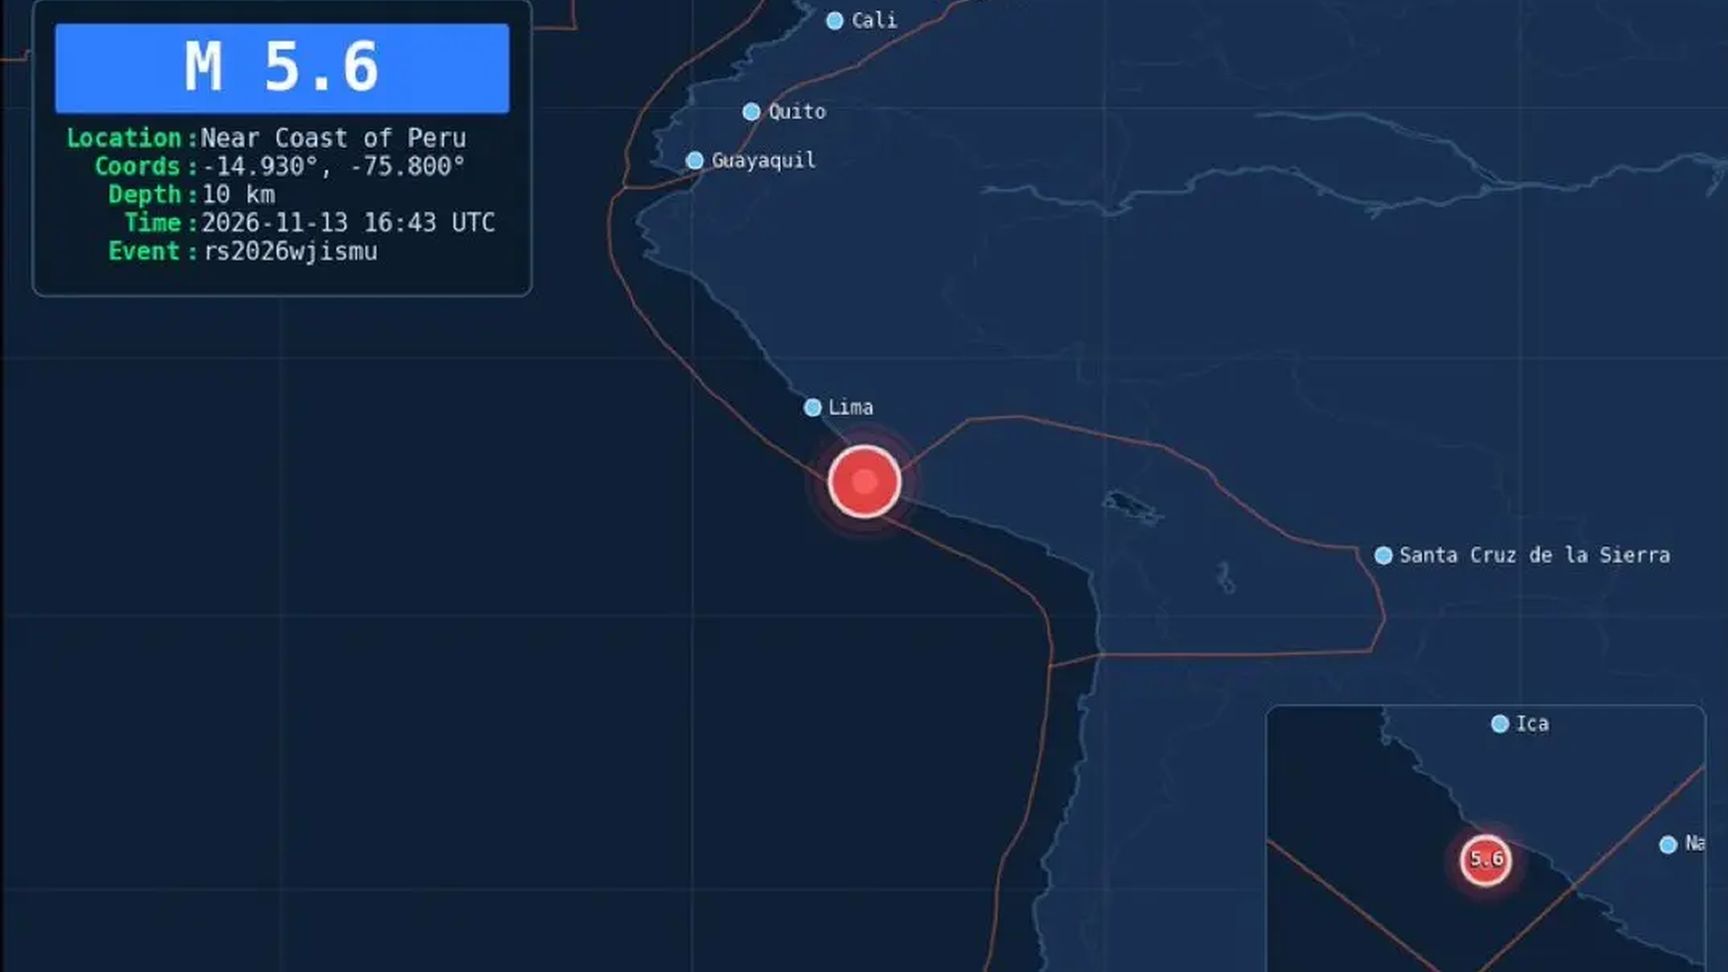 M 5.6
Location: Near Coast of Peru
Coords: -14.930°, -75.800°
Depth: 10 km
Time: 2026-11-13 16:43 UTC
Event: rs2026wjismu
Cali
Quito
Guayaquil
Lima
Santa Cruz de la Sierra
Ica
5.6
Na